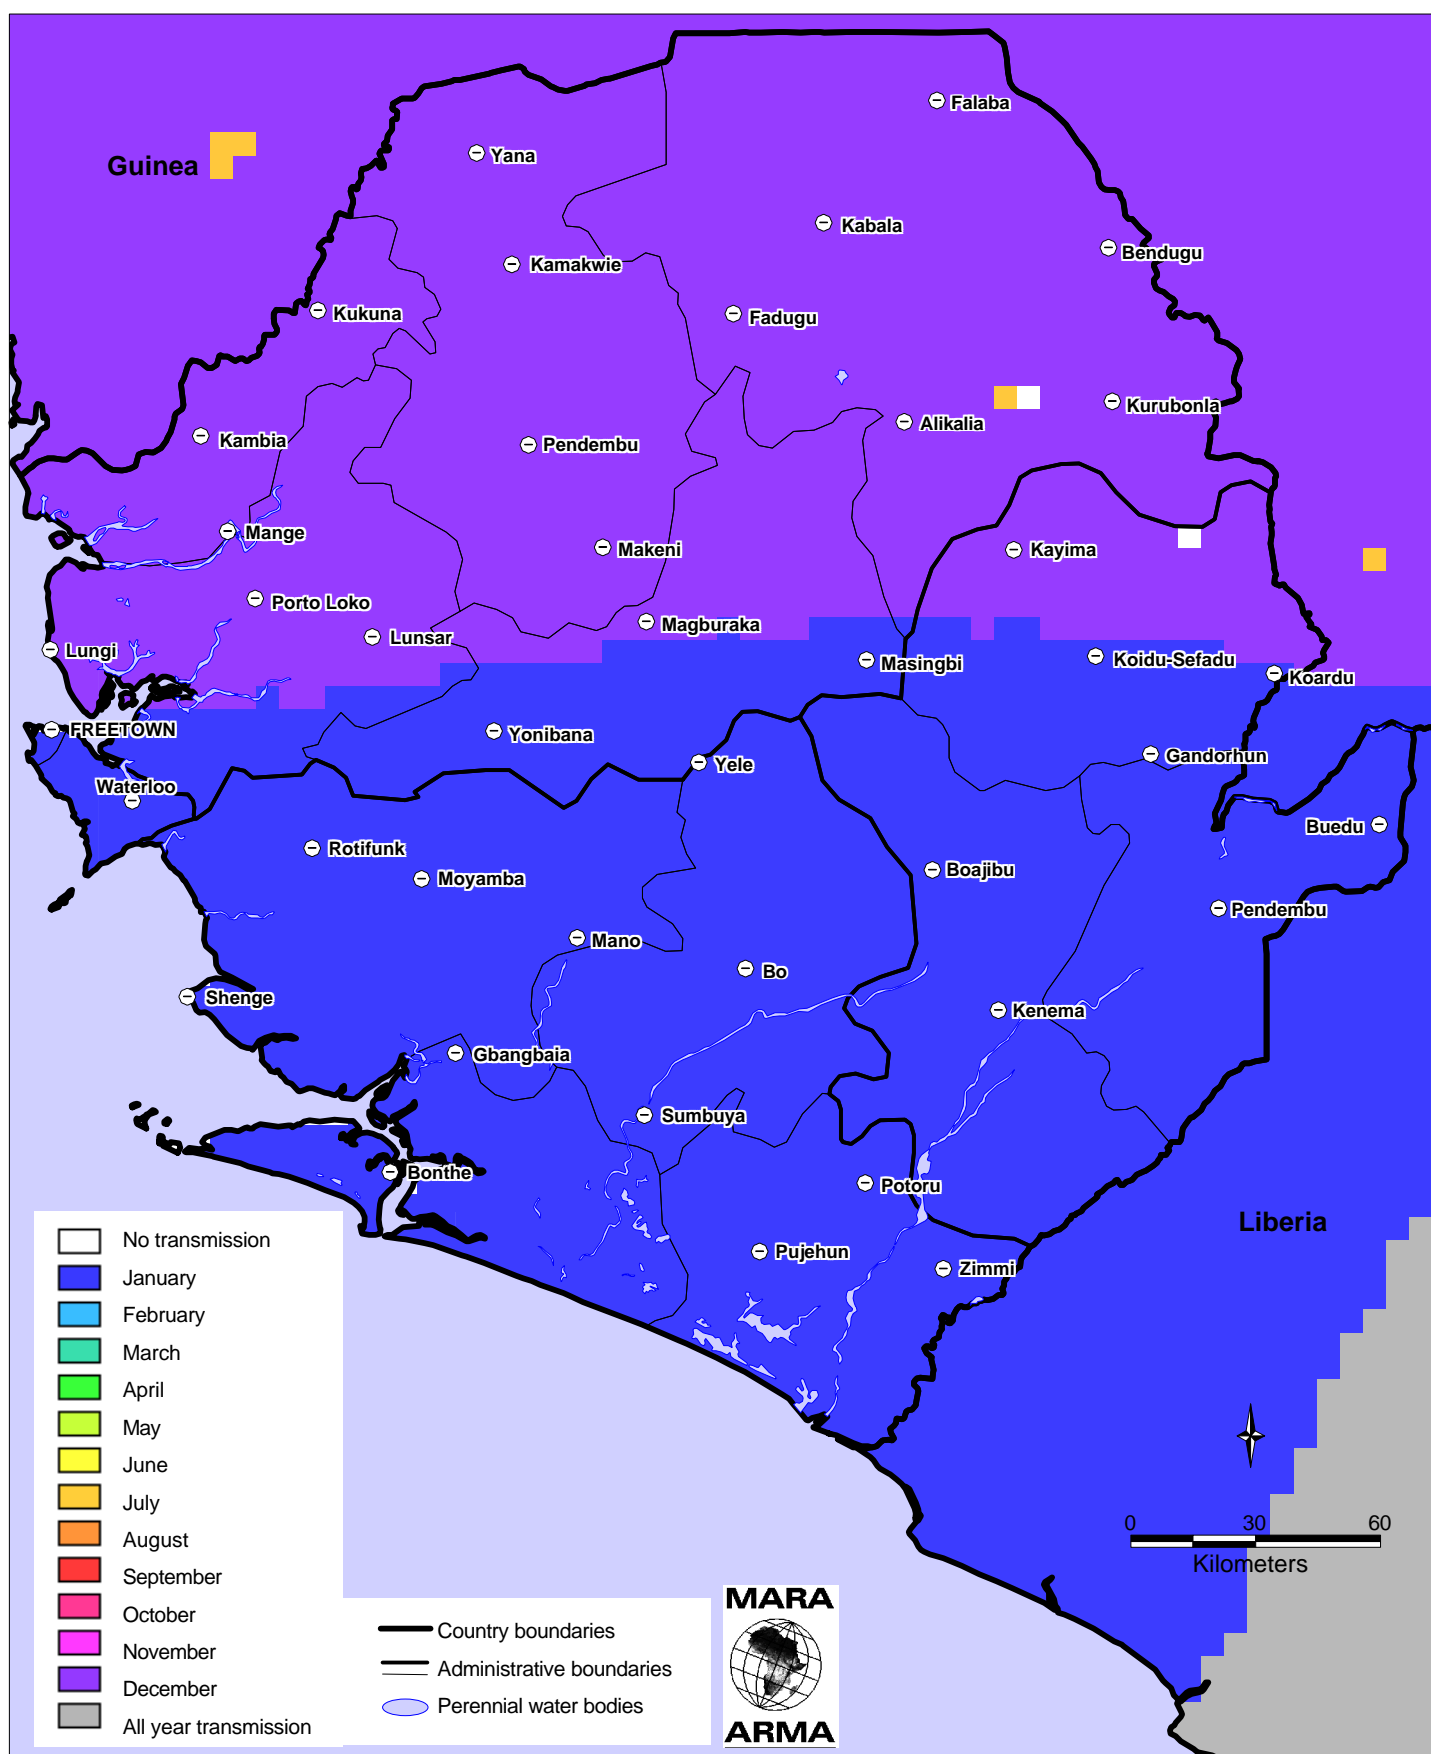 Falaba
Yana
Guinea
Kabala
Bendugu
Kamakwie
Kukuna
Fadugu
Kurubonla
Alikalia
Kambia
Pendembu
Mange
Makeni
Kayima
Porto Loko
Magburaka
Lunsar
Lungi
Masingbi
Koidu-Sefadu
Koardu
FREETOWN
Yonibana
Gandorhun
Yele
Waterloo
Buedu
Rotifunk
Boajibu
Moyamba
Pendembu
Mano
Bo
Shenge
Kenema
Gbangbaia
Sumbuya
Bonthe
Potoru
Liberia
Pujehun
Zimmi
No transmission
January
February
March
April
May
June
July
August
September
October
November
December
All year transmission
0 30 60
Kilometers
Country boundaries
Administrative boundaries
Perennial water bodies
MARA
ARMA